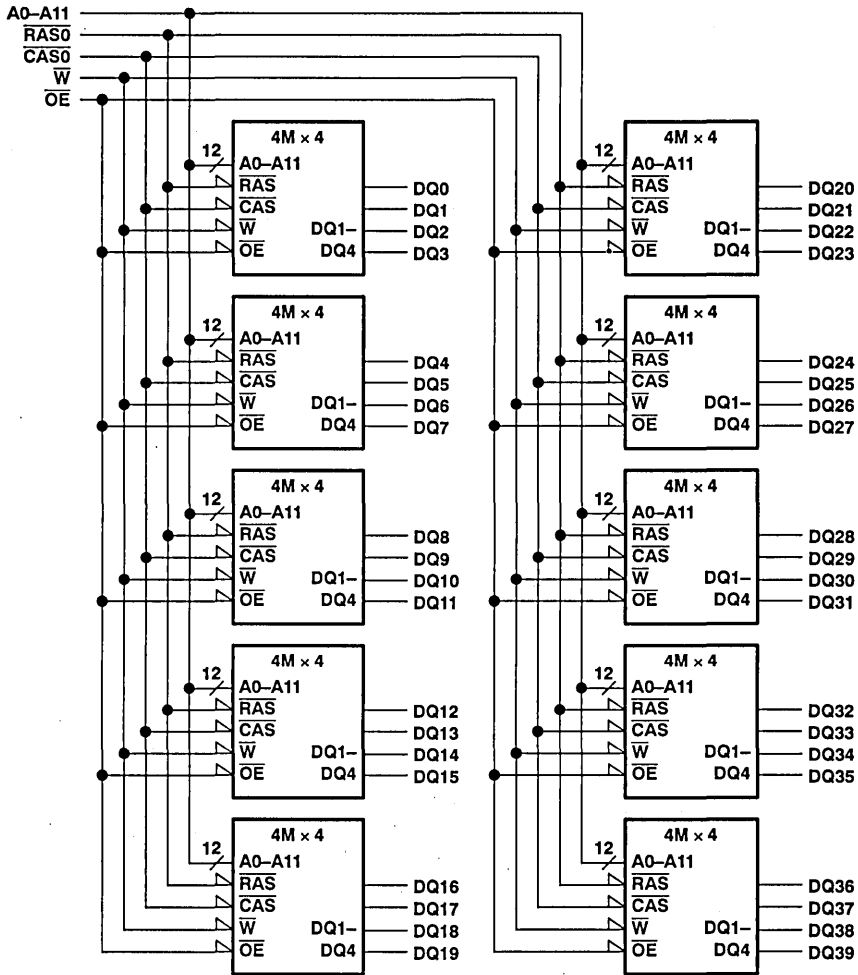 A0–A11
RAS0
CAS0
W
OE
4M × 4
12
A0–A11
RAS
CAS
W
OE
DQ1–
DQ4
DQ0
DQ1
DQ2
DQ3
4M × 4
12
A0–A11
RAS
CAS
W
OE
DQ1–
DQ4
DQ20
DQ21
DQ22
DQ23
4M × 4
12
A0–A11
RAS
CAS
W
OE
DQ1–
DQ4
DQ4
DQ5
DQ6
DQ7
4M × 4
12
A0–A11
RAS
CAS
W
OE
DQ1–
DQ4
DQ24
DQ25
DQ26
DQ27
4M × 4
12
A0–A11
RAS
CAS
W
OE
DQ1–
DQ4
DQ8
DQ9
DQ10
DQ11
4M × 4
12
A0–A11
RAS
CAS
W
OE
DQ1–
DQ4
DQ28
DQ29
DQ30
DQ31
4M × 4
12
A0–A11
RAS
CAS
W
OE
DQ1–
DQ4
DQ12
DQ13
DQ14
DQ15
4M × 4
12
A0–A11
RAS
CAS
W
OE
DQ1–
DQ4
DQ32
DQ33
DQ34
DQ35
4M × 4
12
A0–A11
RAS
CAS
W
OE
DQ1–
DQ4
DQ16
DQ17
DQ18
DQ19
4M × 4
12
A0–A11
RAS
CAS
W
OE
DQ1–
DQ4
DQ36
DQ37
DQ38
DQ39